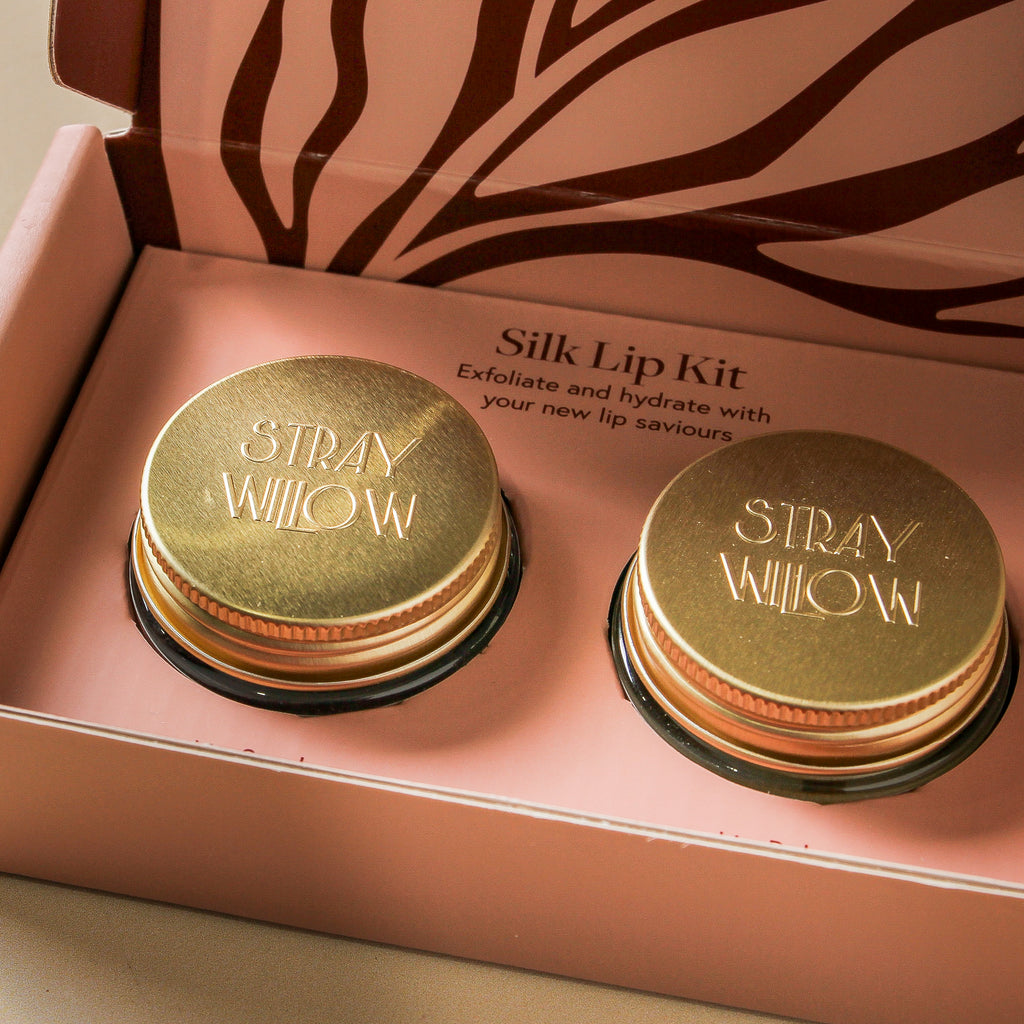 Silk Lip Kit
Exfoliate and hydrate with
your new lip saviours
STRAY
WILLOW
STRAY
WILLOW